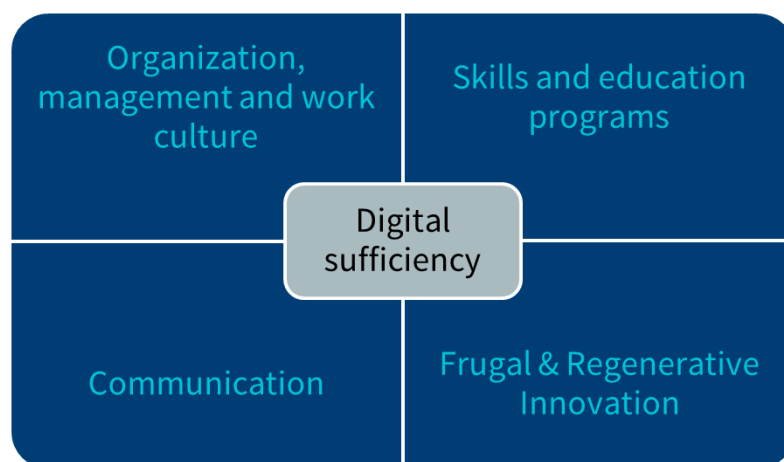 Organization,
management and work
culture
Skills and education
programs
Digital
sufficiency
Communication
Frugal & Regenerative
Innovation